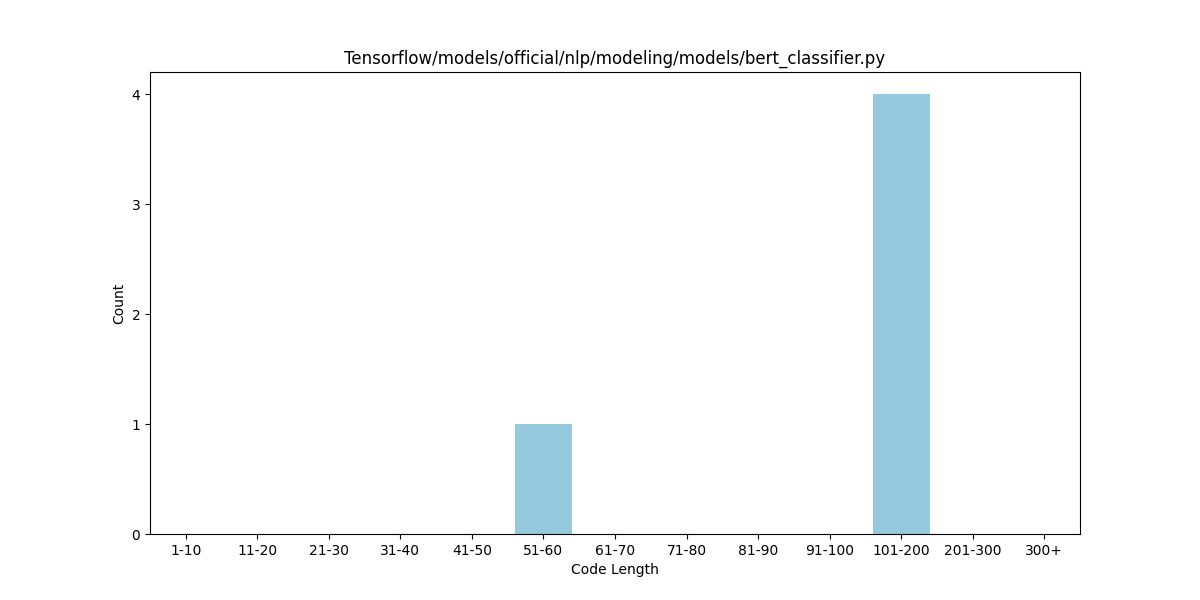 Tensorflow/models/official/nlp/modeling/models/bert_classifier.py
4
3
2
1
0
Count
1-10 11-20 21-30 31-40 41-50 51-60 61-70 71-80 81-90 91-100 101-200 201-300 300+
Code Length